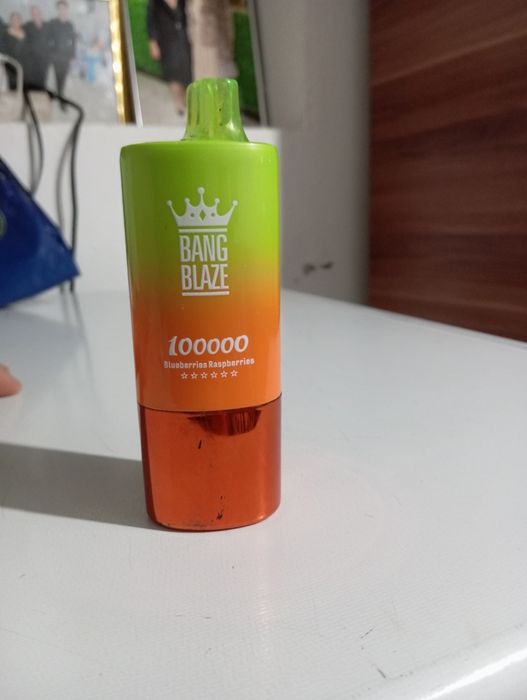 BANG
BLAZE
100000
Blueberries Raspberries